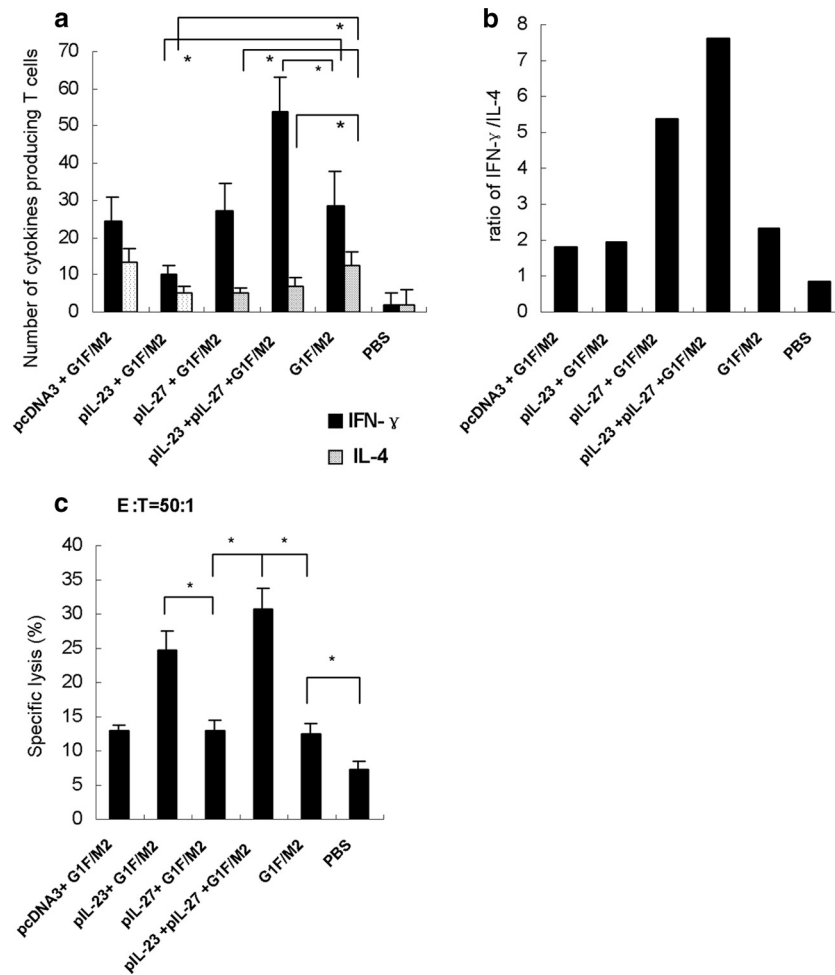 a
Number of cytokines producing T cells
70
60
50
40
30
20
10
0
*
*
*
*
*
pcDNA3 + G1F/M2
pIL-23 + G1F/M2
pIL-27 + G1F/M2
pIL-23 +pIL-27 +G1F/M2
G1F/M2
PBS
IFN-γ
IL-4
b
ratio of IFN-γ /IL-4
8
7
6
5
4
3
2
1
0
pcDNA3 + G1F/M2
pIL-23 + G1F/M2
pIL-27 + G1F/M2
pIL-23 +pIL-27 +G1F/M2
G1F/M2
PBS
c
E:T=50:1
Specific lysis (%)
40
35
30
25
20
15
10
5
0
*
*
*
*
pcDNA3+ G1F/M2
pIL-23+ G1F/M2
pIL-27+ G1F/M2
pIL-23 +pIL-27 +G1F/M2
G1F/M2
PBS